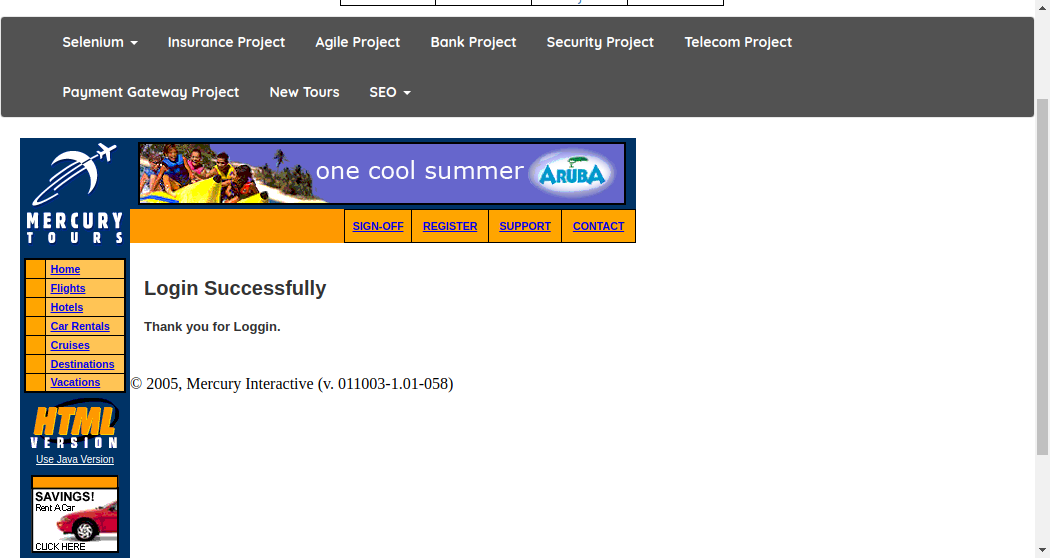 Selenium Insurance Project Agile Project Bank Project Security Project Telecom Project
Payment Gateway Project New Tours SEO
one cool summer ARUBA
MERCURY
TOURS
SIGN-OFF REGISTER SUPPORT CONTACT
Home
Flights
Hotels
Car Rentals
Cruises
Destinations
Vacations
Login Successfully
Thank you for Loggin.
© 2005, Mercury Interactive (v. 011003-1.01-058)
HTML
VERSION
Use Java Version
SAVINGS!
Rent A Car
CLICK HERE